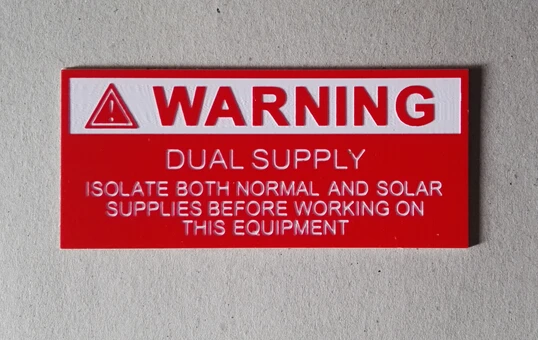 WARNING
DUAL SUPPLY
ISOLATE BOTH NORMAL AND SOLAR
SUPPLIES BEFORE WORKING ON
THIS EQUIPMENT